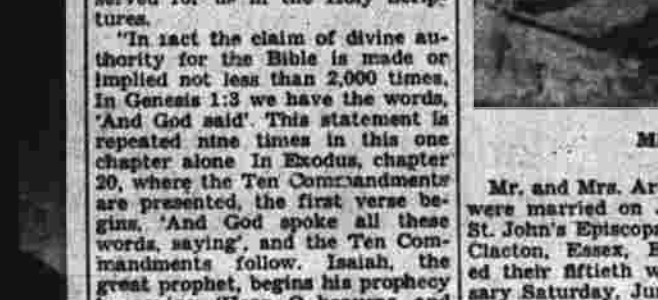 served for us in the Holy Scrip-
tures.
"In fact the claim of divine au-
thority for the Bible is made or
implied not less than 2,000 times.
In Genesis 1:3 we have the words,
'And God said'. This statement is
repeated nine times in this one
chapter alone In Exodus, chapter
20, where the Ten Commandments
are presented, the first verse be-
gins, 'And God spoke all these
words, saying', and the Ten Com-
mandments follow. Isaiah, the
great prophet, begins his prophecy
Mr. and Mrs. Ar
were married on
St. John's Episcopa
Clacton, Essex, E
ed their fiftieth w
sary Saturday, Jun